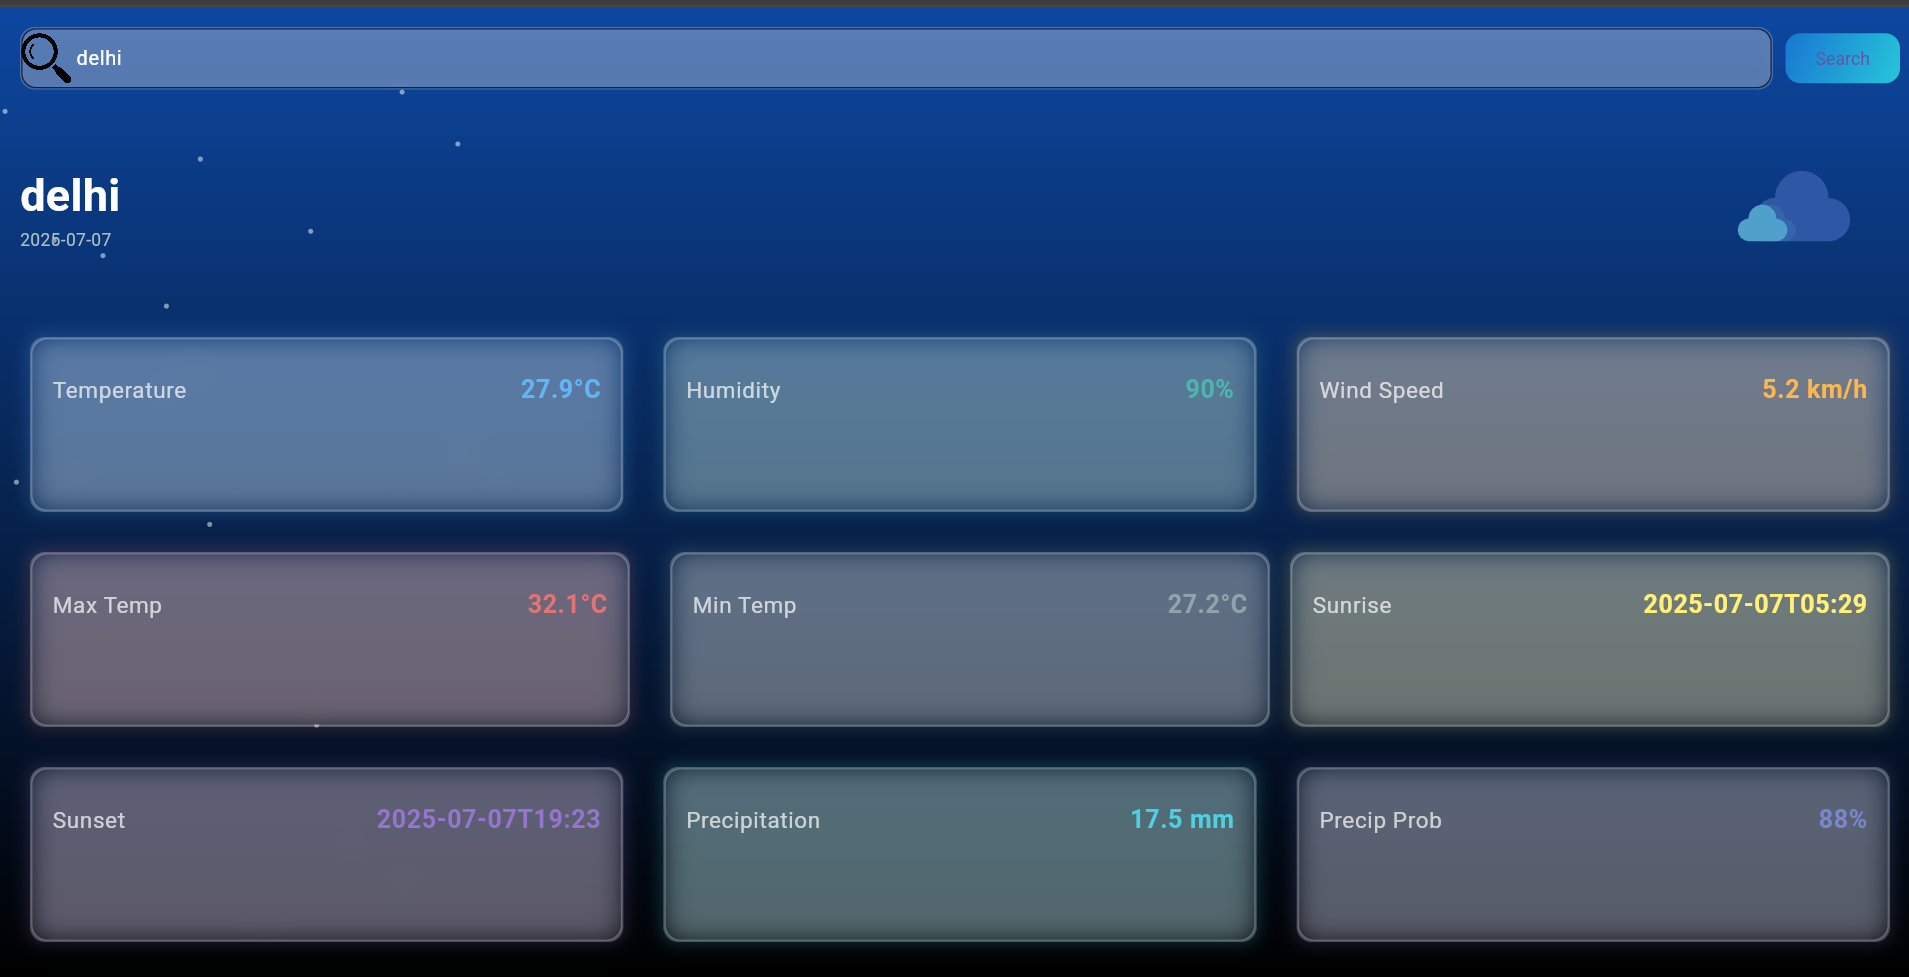 delhi
Search
delhi
2025-07-07
Temperature 27.9°C
Humidity 90%
Wind Speed 5.2 km/h
Max Temp 32.1°C
Min Temp 27.2°C
Sunrise 2025-07-07T05:29
Sunset 2025-07-07T19:23
Precipitation 17.5 mm
Precip Prob 88%